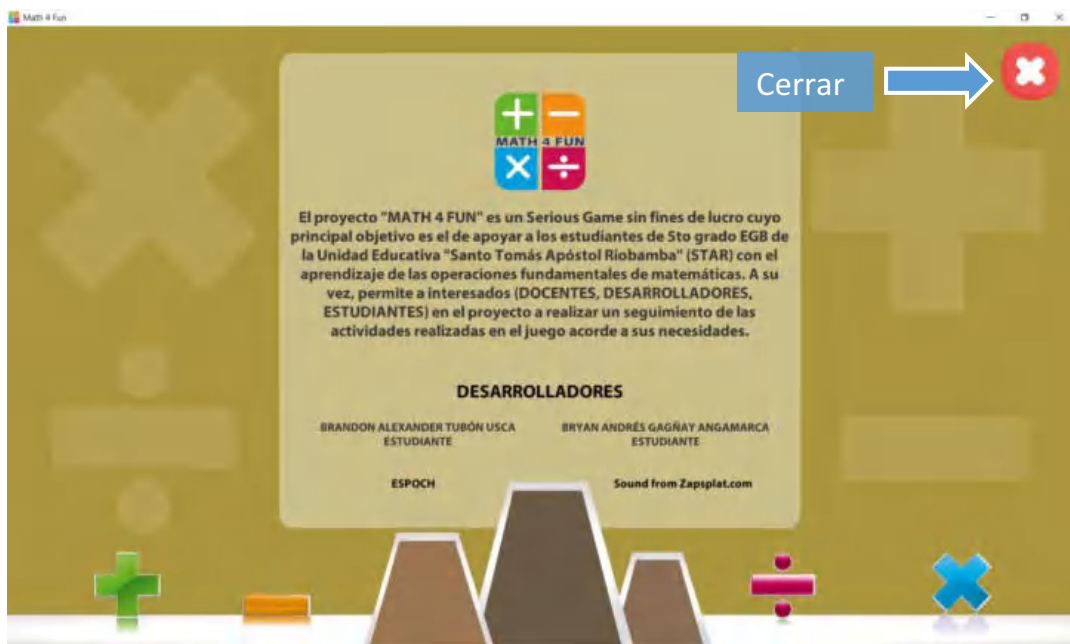 Math 4 Fun
Cerrar
MATH 4 FUN
El proyecto "MATH 4 FUN" es un Serious Game sin fines de lucro cuyo
principal objetivo es el de apoyar a los estudiantes de 5to grado EGB de
la Unidad Educativa "Santo Tomás Apóstol Riobamba" (STAR) con el
aprendizaje de las operaciones fundamentales de matemáticas. A su
vez, permite a interesados (DOCENTES, DESARROLLADORES,
ESTUDIANTES) en el proyecto a realizar un seguimiento de las
actividades realizadas en el juego acorde a sus necesidades.
DESARROLLADORES
BRANDON ALEXANDER TUBÓN USCA
ESTUDIANTE
BRYAN ANDRÉS GAGÑAY ANGAMARCA
ESTUDIANTE
ESPOCH
Sound from Zapsplat.com